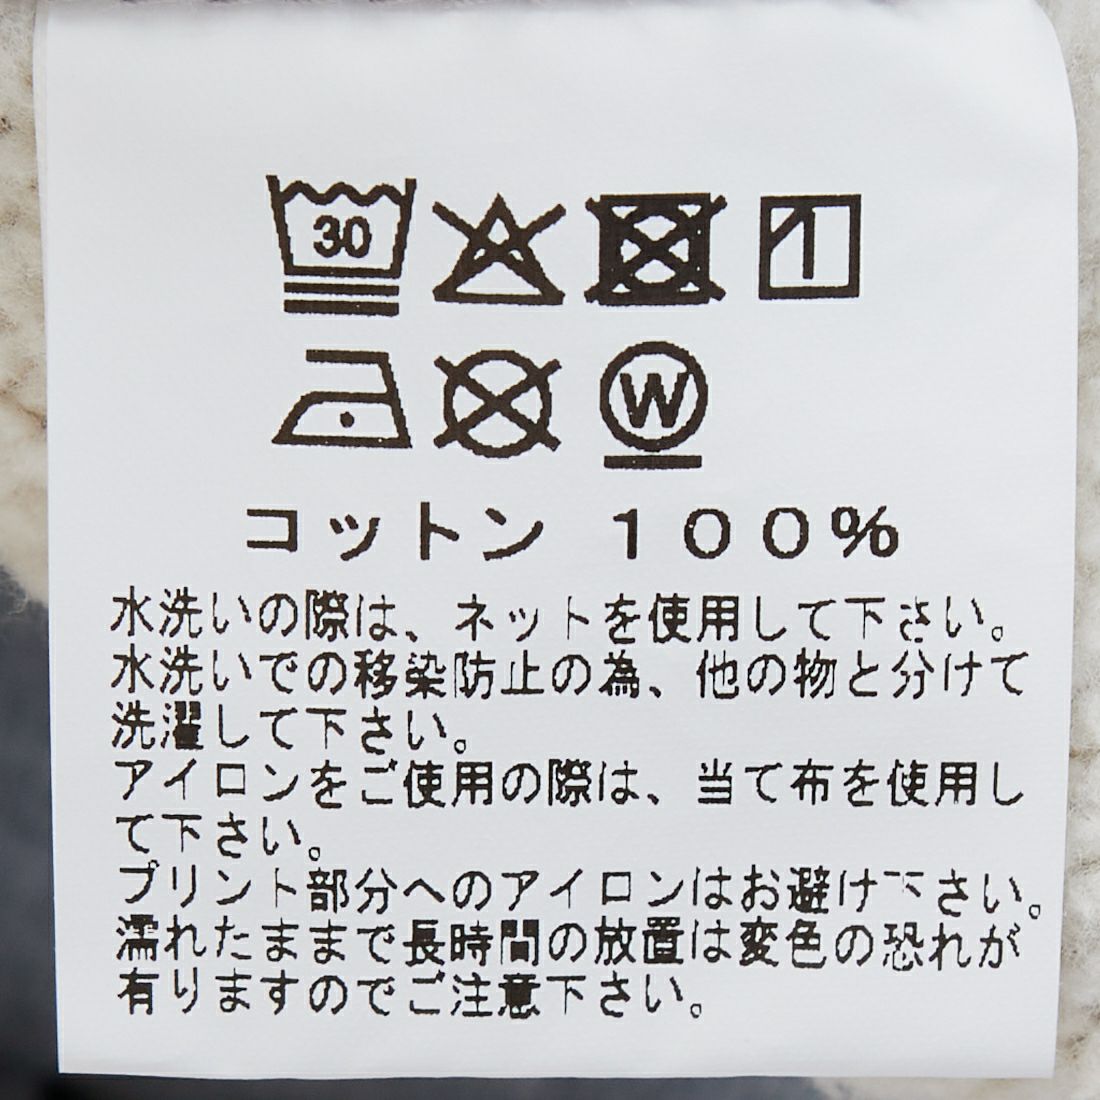 30
W
コットン 100%
水洗いの際は、ネットを使用して下さい。
水洗いでの移染防止の為、他の物と分けて
洗濯して下さい。
アイロンをご使用の際は、当て布を使用し
て下さい。
プリント部分へのアイロンはお避け下さい。
濡れたままで長時間の放置は変色の恐れが
有りますのでご注意下さい。